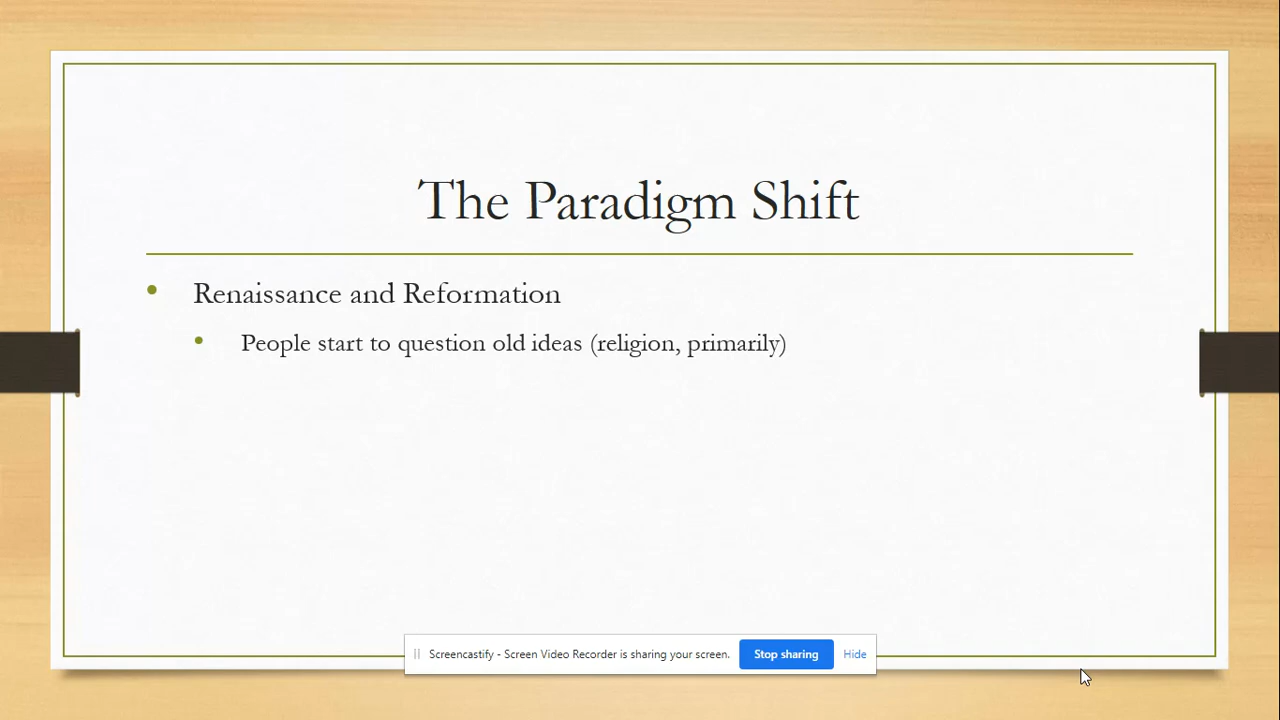 The Paradigm Shift
Renaissance and Reformation
People start to question old ideas (religion, primarily)
Screencastify - Screen Video Recorder is sharing your screen. Stop sharing Hide